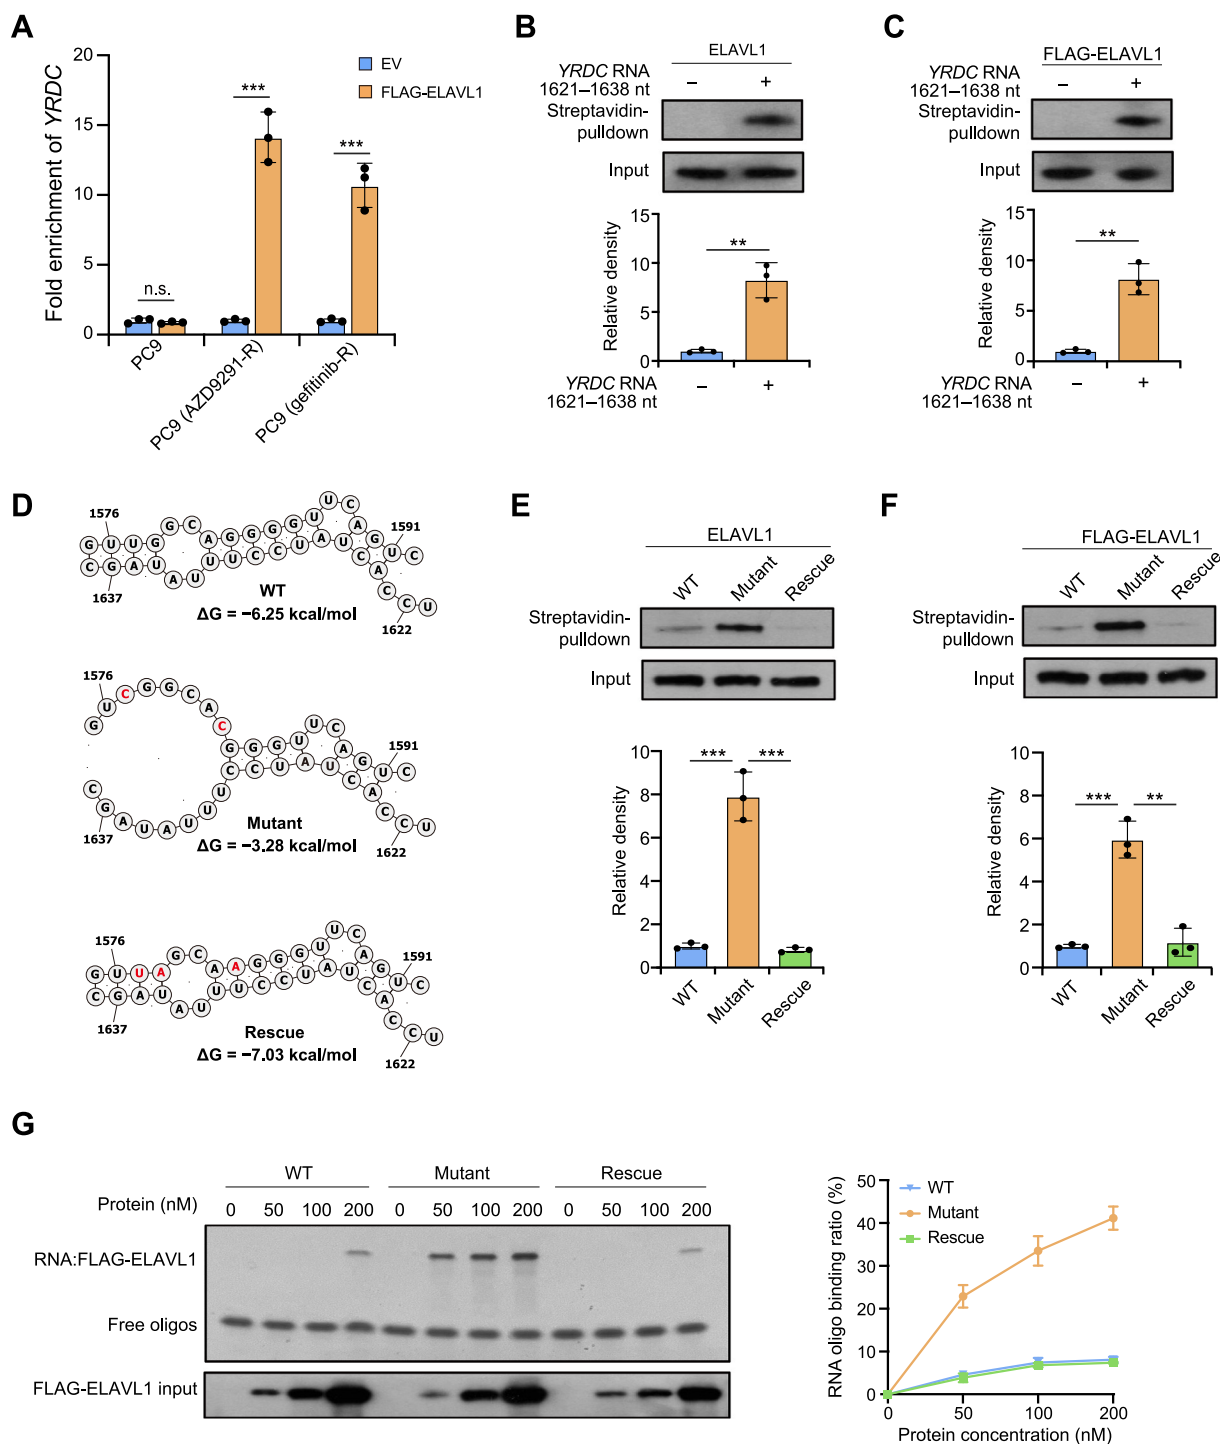 A
Fold enrichment of YRDC
20
15
10
5
0
EV
FLAG-ELAVL1
n.s.
***
***
PC9
PC9 (AZD9291-R)
PC9 (gefitinib-R)
B
ELAVL1
YRDC RNA
1621–1638 nt
– +
Streptavidin-
pulldown
Input
Relative density
15
10
5
0
**
YRDC RNA
1621–1638 nt
– +
C
FLAG-ELAVL1
YRDC RNA
1621–1638 nt
– +
Streptavidin-
pulldown
Input
Relative density
15
10
5
0
**
YRDC RNA
1621–1638 nt
– +
D
1576
1591
G U U G G C A G G G G U U C A G U C
C G A U A U U U C C U A U C A C C U
1637
1622
WT
ΔG = −6.25 kcal/mol
1576
1591
G U C G G C A C G G G U U C A G U C
C G A U A U U U C C U A U C A C C U
1637
1622
Mutant
ΔG = −3.28 kcal/mol
1576
1591
G U U A G C A A G G G U U C A G U C
C G A U A U U U C C U A U C A C C U
1637
1622
Rescue
ΔG = −7.03 kcal/mol
E
ELAVL1
WT Mutant Rescue
Streptavidin-
pulldown
Input
Relative density
10
8
6
4
2
0
*** ***
WT Mutant Rescue
F
FLAG-ELAVL1
WT Mutant Rescue
Streptavidin-
pulldown
Input
Relative density
10
8
6
4
2
0
*** **
WT Mutant Rescue
G
WT Mutant Rescue
Protein (nM) 0 50 100 200 0 50 100 200 0 50 100 200
RNA:FLAG-ELAVL1
Free oligos
FLAG-ELAVL1 input
RNA oligo binding ratio (%)
50
40
30
20
10
0
WT
Mutant
Rescue
0 50 100 200
Protein concentration (nM)